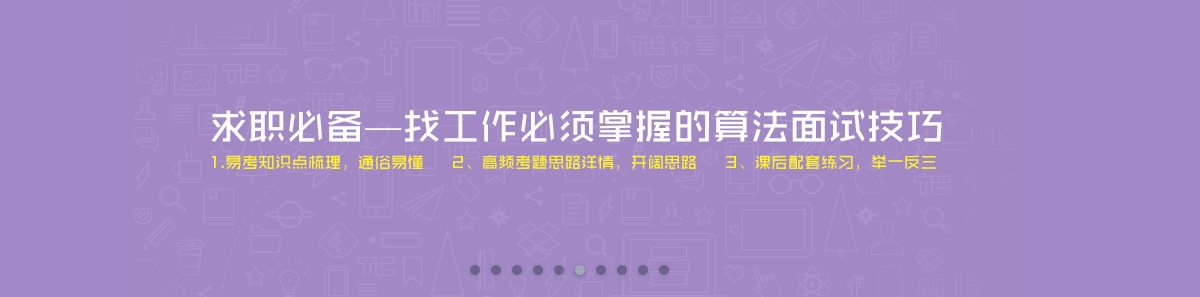 求职必备—找工作必须掌握的算法面试技巧
1.易考知识点梳理，通俗易懂 2、高频考题思路详情，开阔思路 3、课后配套练习，举一反三